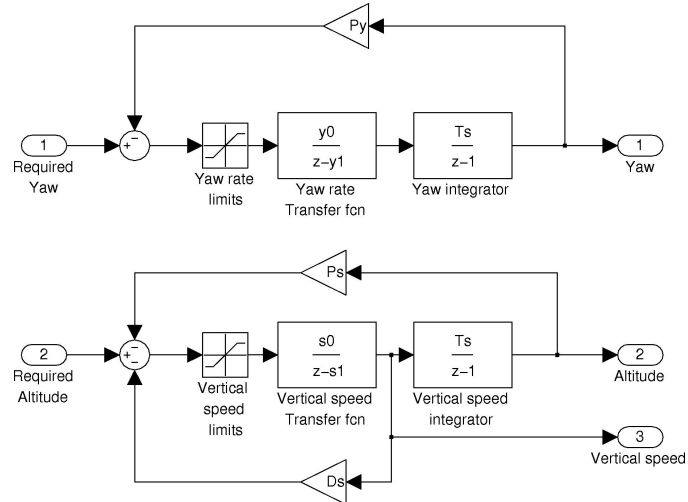 Py
1
Required
Yaw
+
−
Yaw rate
limits
y0
z−y1
Yaw rate
Transfer fcn
Ts
z−1
Yaw integrator
1
Yaw
Ps
2
Required
Altitude
+
−
−
Vertical
speed
limits
s0
z−s1
Vertical speed
Transfer fcn
Ts
z−1
Vertical speed
integrator
2
Altitude
3
Vertical speed
Ds